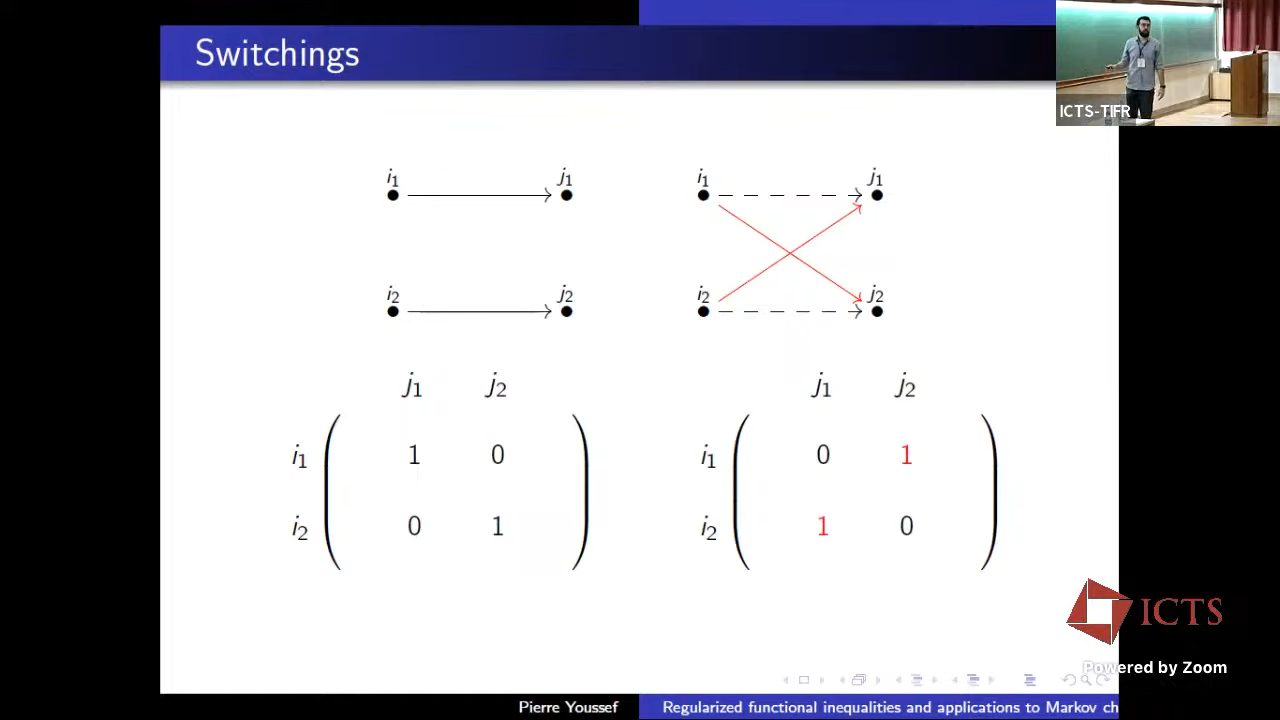 Switchings
ICTS-TIFR
i1 j1 i1 j1
i2 j2 i2 j2
j1 j2 j1 j2
i1 1 0 i1 0 1
i2 0 1 i2 1 0
ICTS
Powered by Zoom
Pierre Youssef Regularized functional inequalities and applications to Markov ch